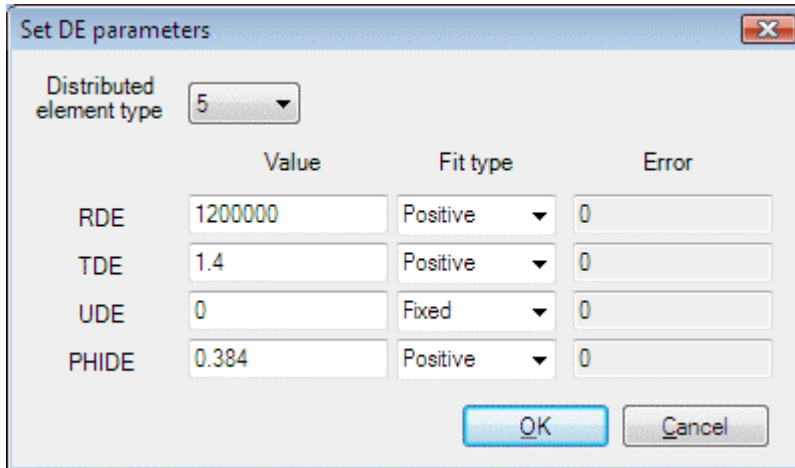 Set DE parameters
Distributed
element type 5
Value Fit type Error
RDE 1200000 Positive 0
TDE 1.4 Positive 0
UDE 0 Fixed 0
PHIDE 0.384 Positive 0
OK Cancel